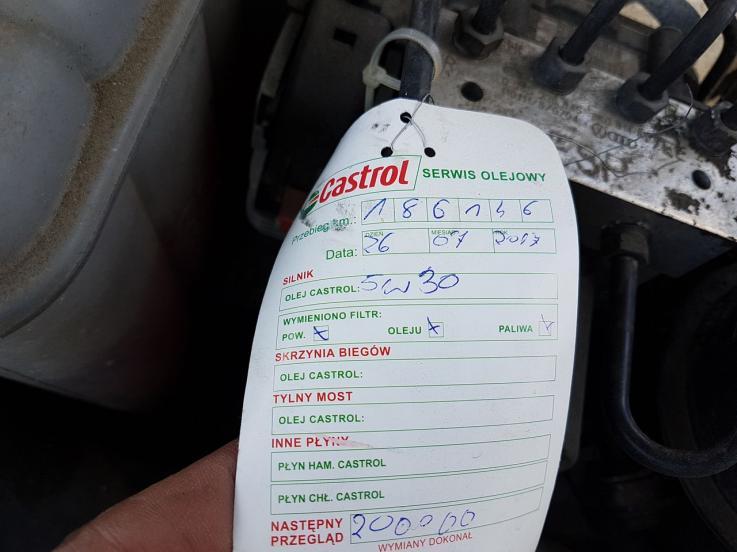 Castrol SERWIS OLEJOWY
Przebieg km.: 186146
DZIEŃ MIESIĄC ROK
Data: 26 07 2017
SILNIK
OLEJ CASTROL: 5w30
WYMIENIONO FILTR:
POW. x OLEJU x PALIWA x
SKRZYNIA BIEGÓW
OLEJ CASTROL:
TYLNY MOST
OLEJ CASTROL:
INNE PŁYNY
PŁYN HAM. CASTROL
PŁYN CHŁ. CASTROL
NASTĘPNY PRZEGLĄD 200000
WYMIANY DOKONAŁ